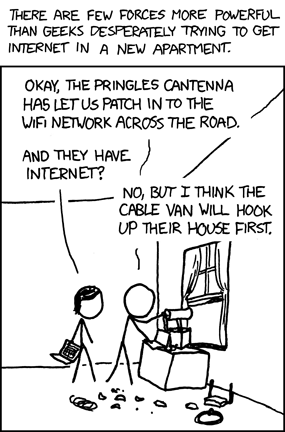 THERE ARE FEW FORCES MORE POWERFUL
THAN GEEKS DESPERATELY TRYING TO GET
INTERNET IN A NEW APARTMENT.
OKAY, THE PRINGLES CANTENNA
HAS LET US PATCH IN TO THE
WIFI NETWORK ACROSS THE ROAD.
AND THEY HAVE
INTERNET?
NO, BUT I THINK THE
CABLE VAN WILL HOOK
UP THEIR HOUSE FIRST.